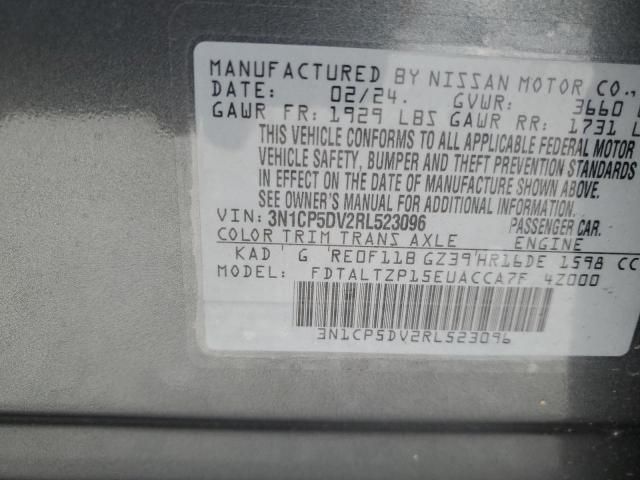 MANUFACTURED BY NISSAN MOTOR CO.,
DATE: 02/24. GVWR: 3660
GAWR FR: 1929 LBS GAWR RR: 1731
THIS VEHICLE CONFORMS TO ALL APPLICABLE FEDERAL MOTOR
VEHICLE SAFETY, BUMPER AND THEFT PREVENTION STANDARDS
IN EFFECT ON THE DATE OF MANUFACTURE SHOWN ABOVE.
SEE OWNER'S MANUAL FOR ADDITIONAL INFORMATION.
VIN: 3N1CP5DV2RL523096 PASSENGER CAR.
COLOR TRIM TRANS AXLE ENGINE
KAD G RE0F11B GZ39 HR16DE 1598 CC
MODEL: FDTALTZP15EUACCA7F 4Z000
3N1CP5DV2RL523096